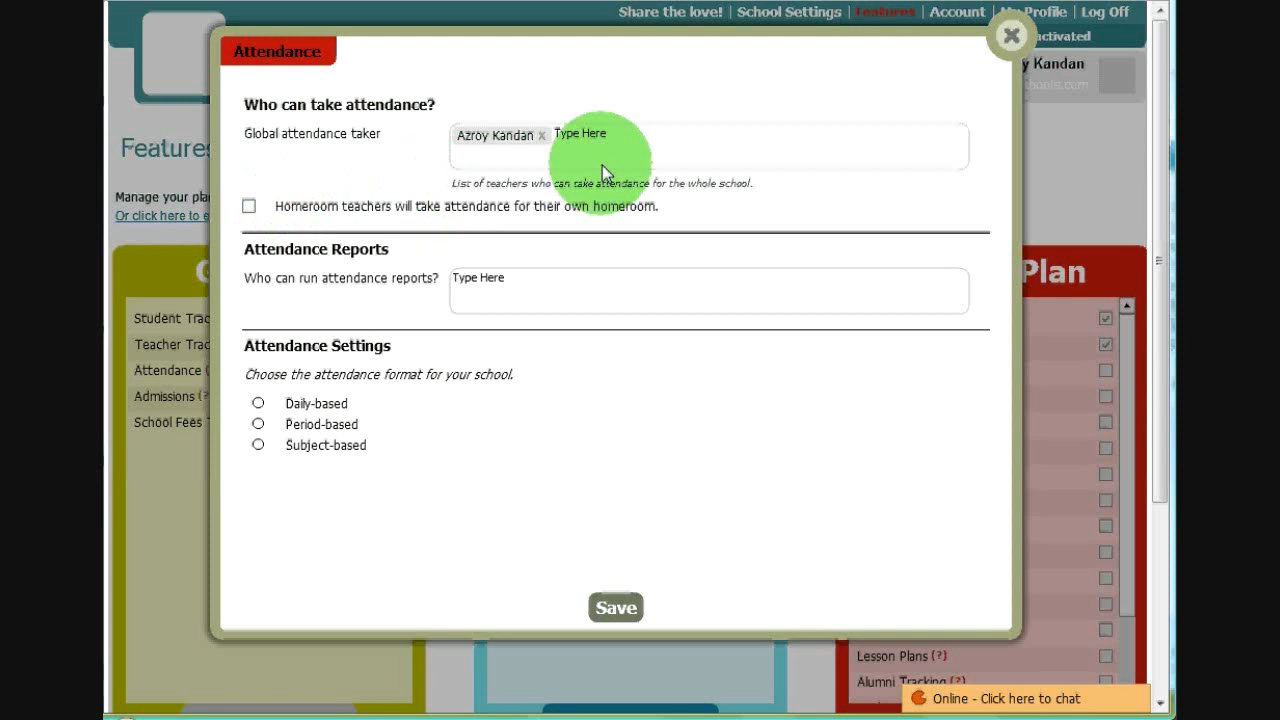 Share the love! | School Settings | Features | Account | My Profile | Log Off
Attendance
ctivated
y Kandan
Who can take attendance?
Global attendance taker
Azroy Kandan x Type Here
List of teachers who can take attendance for the whole school.
Homeroom teachers will take attendance for their own homeroom.
Features
Manage your pla
Or click here to e
Attendance Reports
Who can run attendance reports? Type Here
Plan
Student Trac
Teacher Trac
Attendance (
Admissions (?
School Fees
Attendance Settings
Choose the attendance format for your school.
Daily-based
Period-based
Subject-based
Save
Lesson Plans (?)
Alumni Tracking (?)
Online - Click here to chat